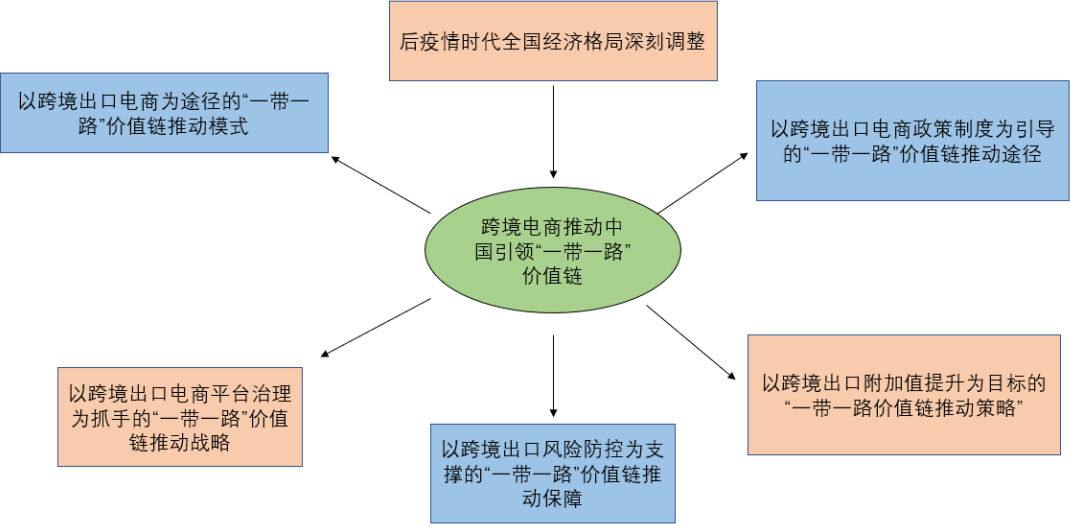 后疫情时代全国经济格局深刻调整
以跨境出口电商为途径的“一带一
路”价值链推动模式
以跨境出口电商政策制度为引导
的“一带一路”价值链推动途径
跨境电商推动中
国引领“一带一路”
价值链
以跨境出口电商平台治理
为抓手的“一带一路”价值
链推动战略
以跨境出口风险防控为支
撑的“一带一路”价值链推
动保障
以跨境出口附加值提升为目标的
“一带一路价值链推动策略”